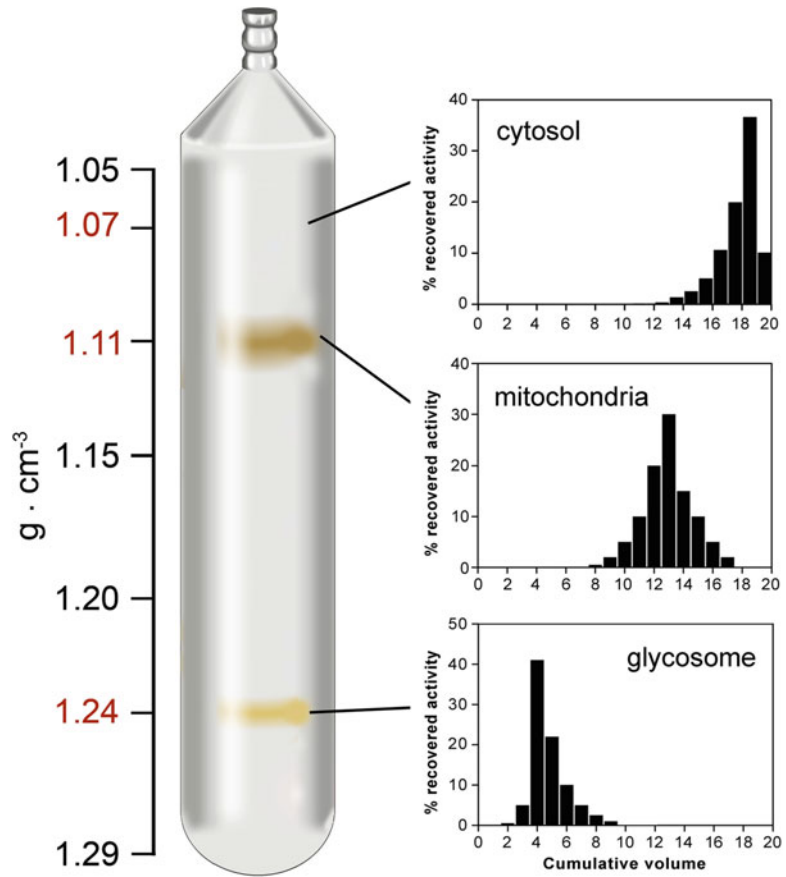 1.05
1.07
1.11
1.15
1.20
1.24
1.29
g · cm-3
cytosol
% recovered activity
40
30
20
10
0
0 2 4 6 8 10 12 14 16 18 20
mitochondria
% recovered activity
40
30
20
10
0
0 2 4 6 8 10 12 14 16 18 20
glycosome
% recovered activity
50
40
30
20
10
0
0 2 4 6 8 10 12 14 16 18 20
Cumulative volume